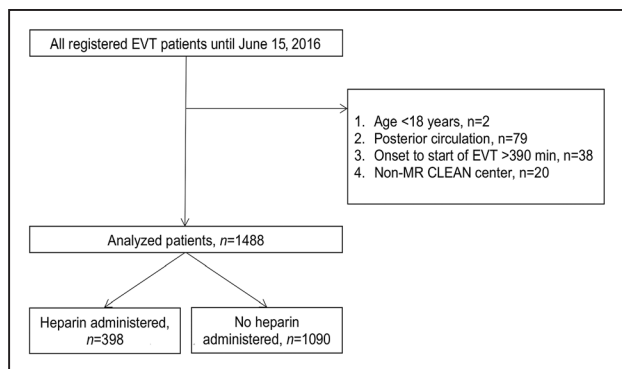 All registered EVT patients until June 15, 2016
1. Age <18 years, n=2
2. Posterior circulation, n=79
3. Onset to start of EVT >390 min, n=38
4. Non-MR CLEAN center, n=20
Analyzed patients, n=1488
Heparin administered,
n=398
No heparin
administered, n=1090